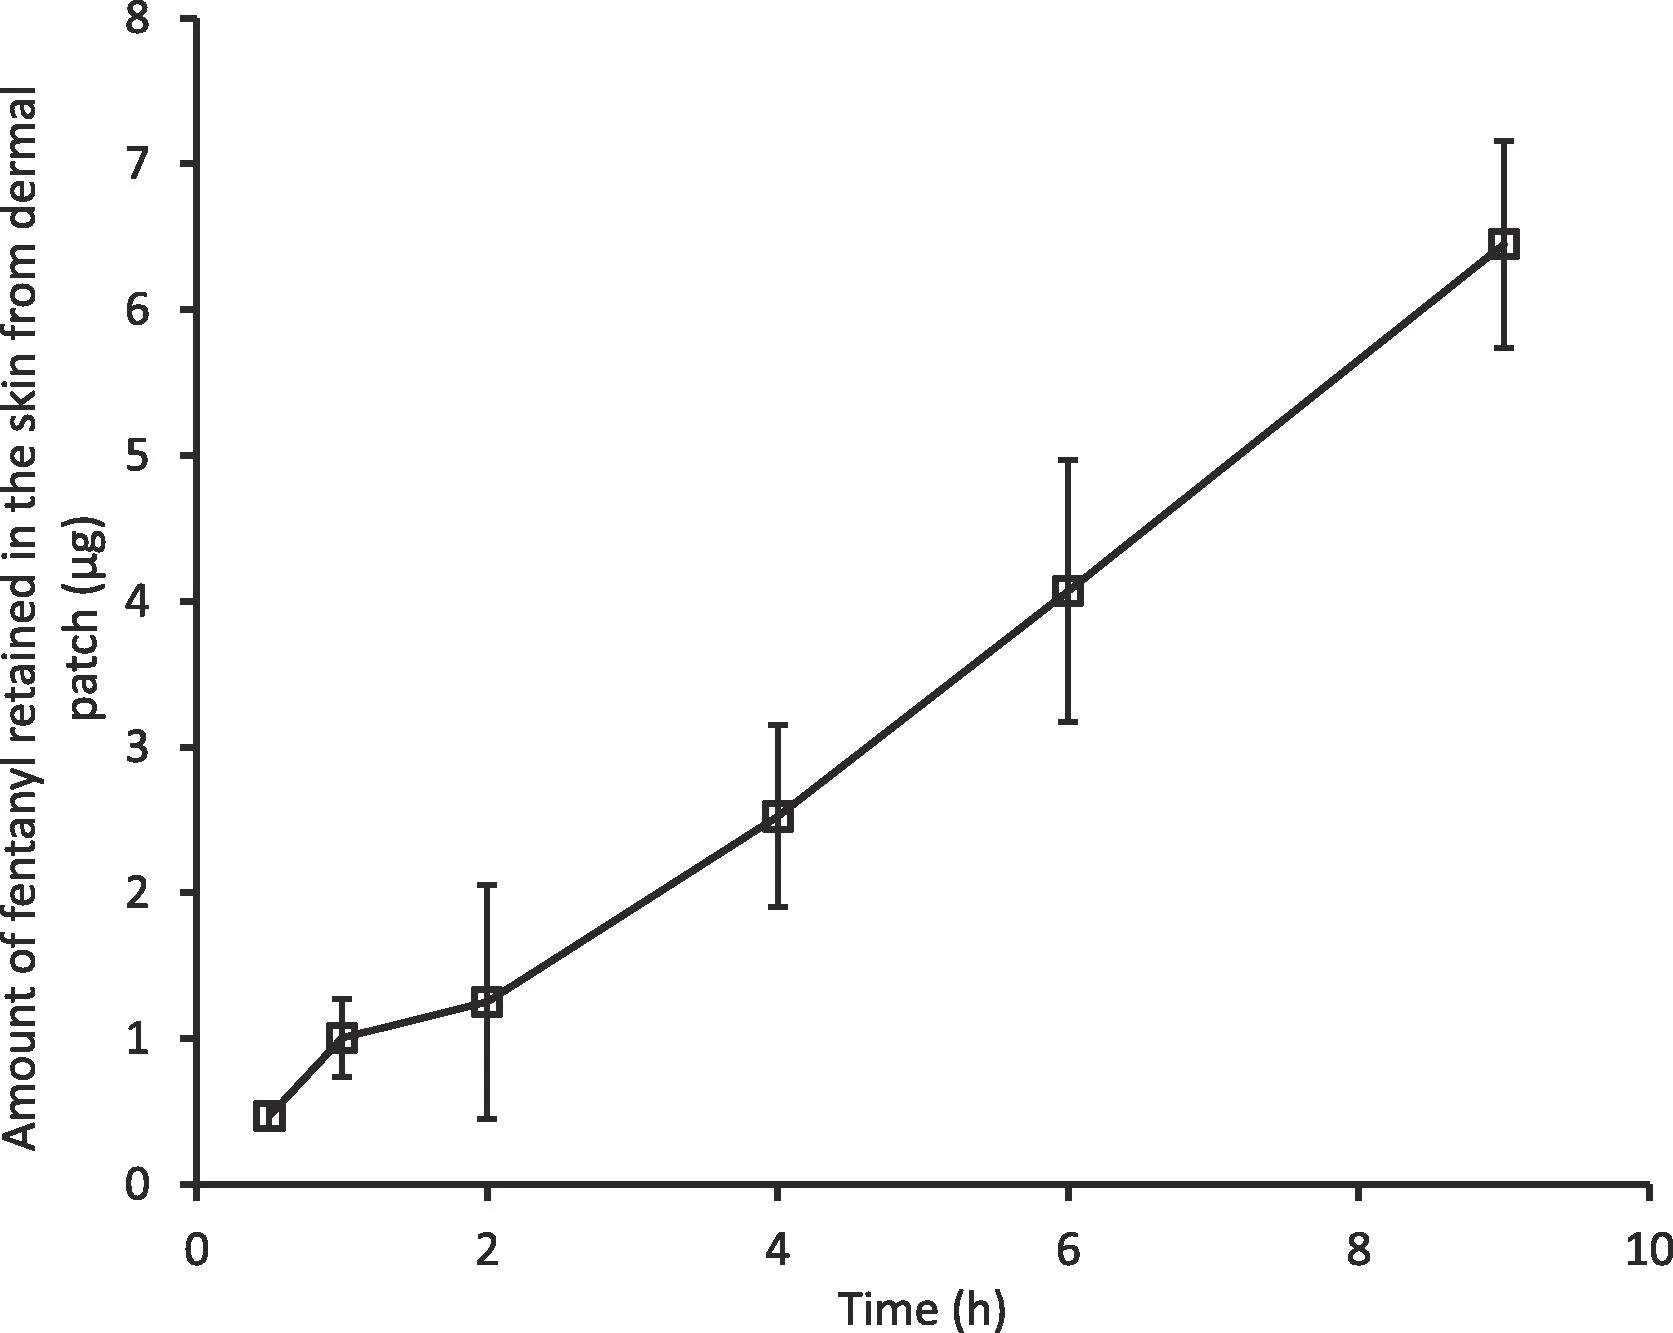 Amount of fentanyl retained in the skin from dermal
patch (μg)
8
7
6
5
4
3
2
1
0
0 2 4 6 8 10
Time (h)